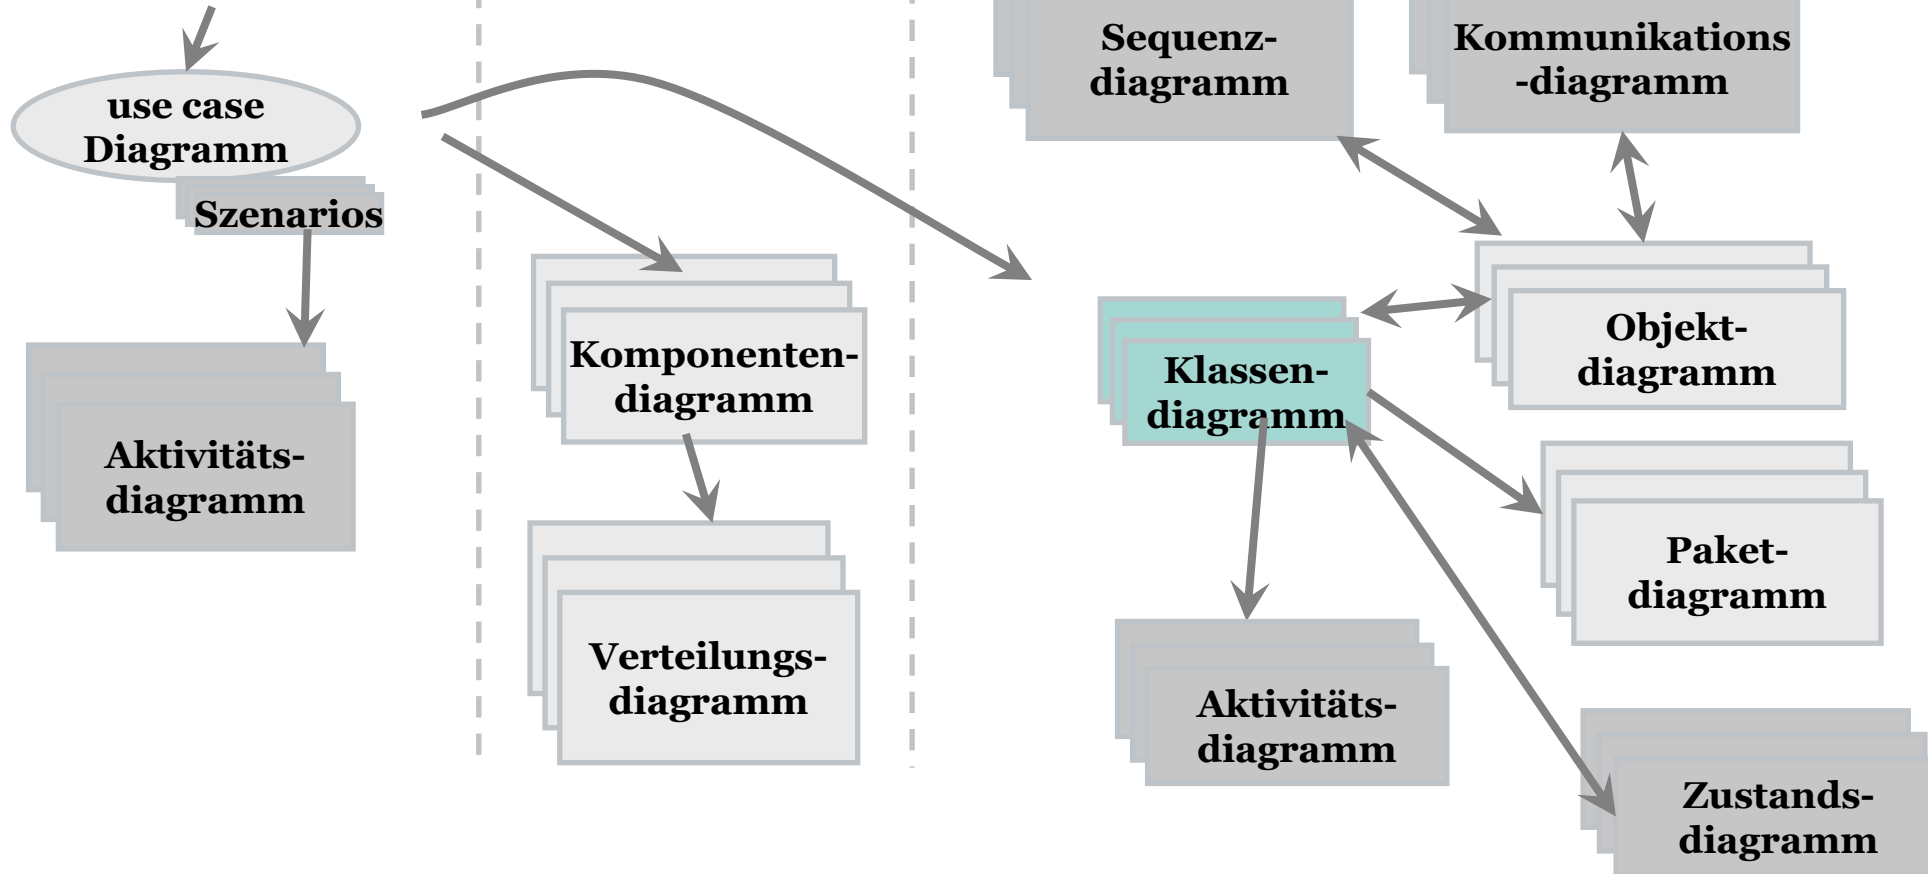 use case
Diagramm
Szenarios
Aktivitäts-
diagramm
Komponenten-
diagramm
Verteilungs-
diagramm
Sequenz-
diagramm
Kommunikations
-diagramm
Klassen-
diagramm
Objekt-
diagramm
Paket-
diagramm
Aktivitäts-
diagramm
Zustands-
diagramm